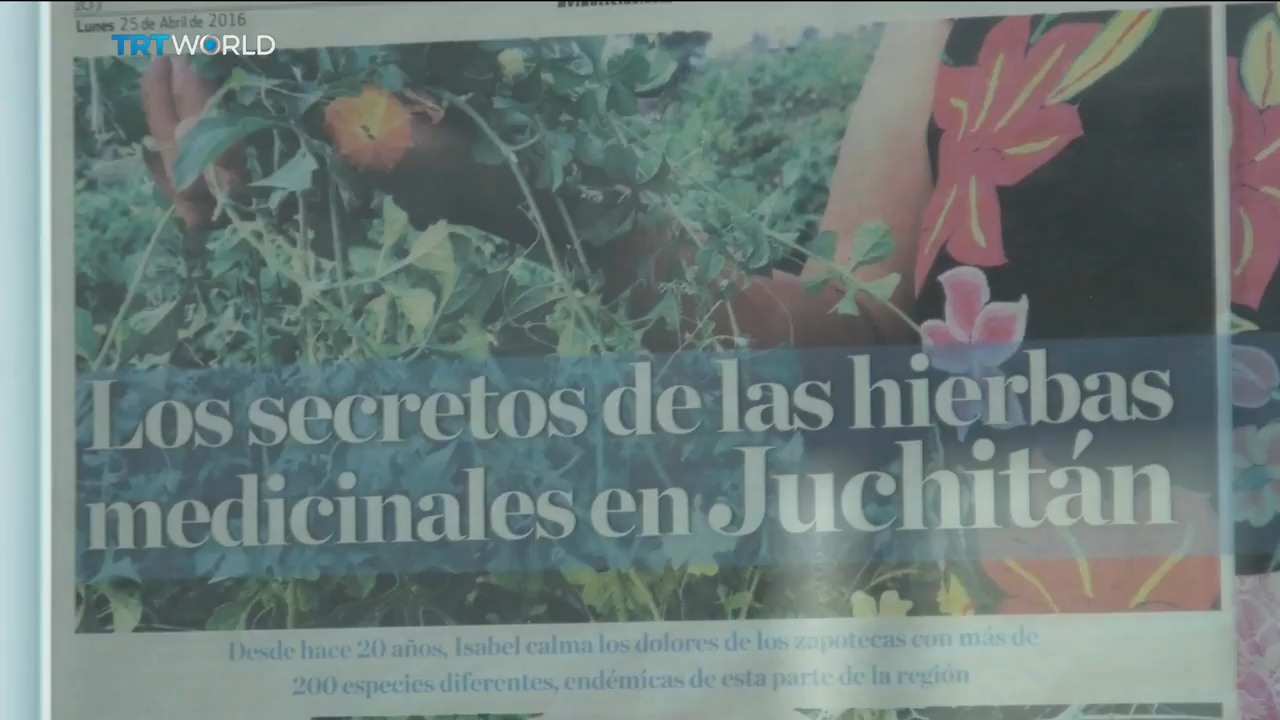 Lunes 25 de Abril de 2016
TRT WORLD
Los secretos de las hierbas
medicinales en Juchitán
Desde hace 20 años, Isabel calma los dolores de los zapotecas con más de
200 especies diferentes, endémicas de esta parte de la región